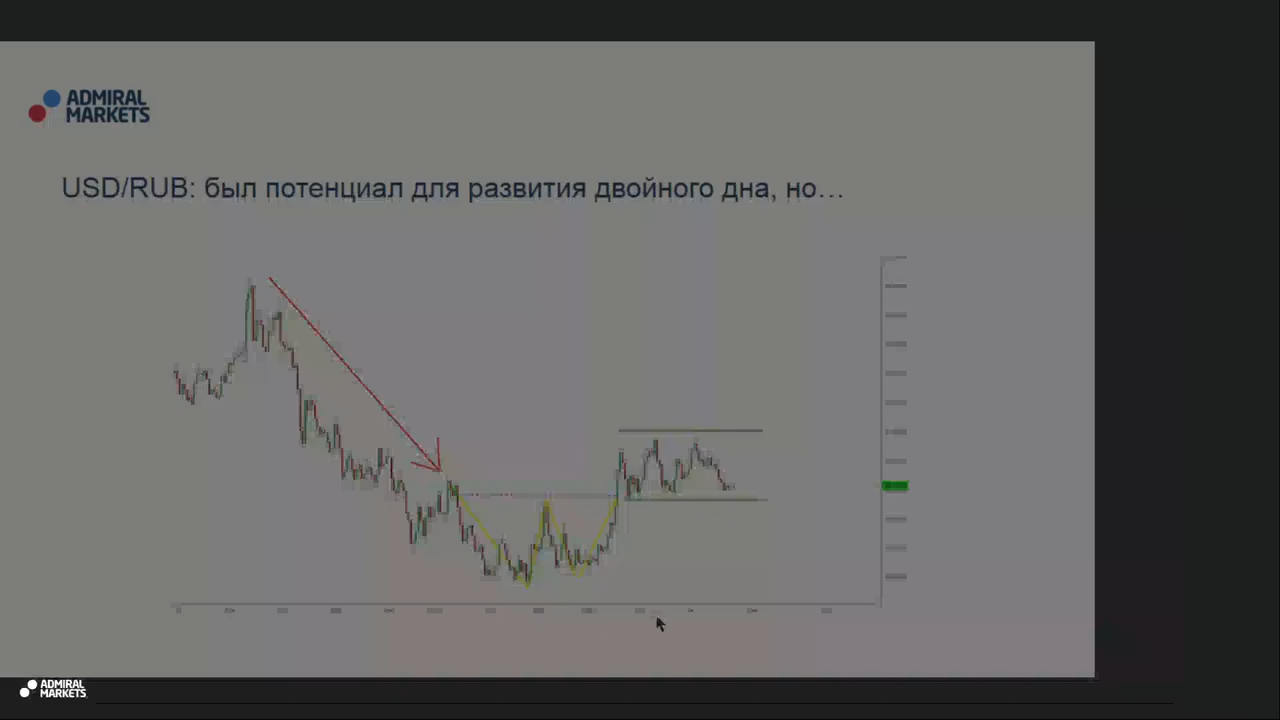 ADMIRAL
MARKETS
USD/RUB: был потенциал для развития двойного дна, но…
ADMIRAL
MARKETS